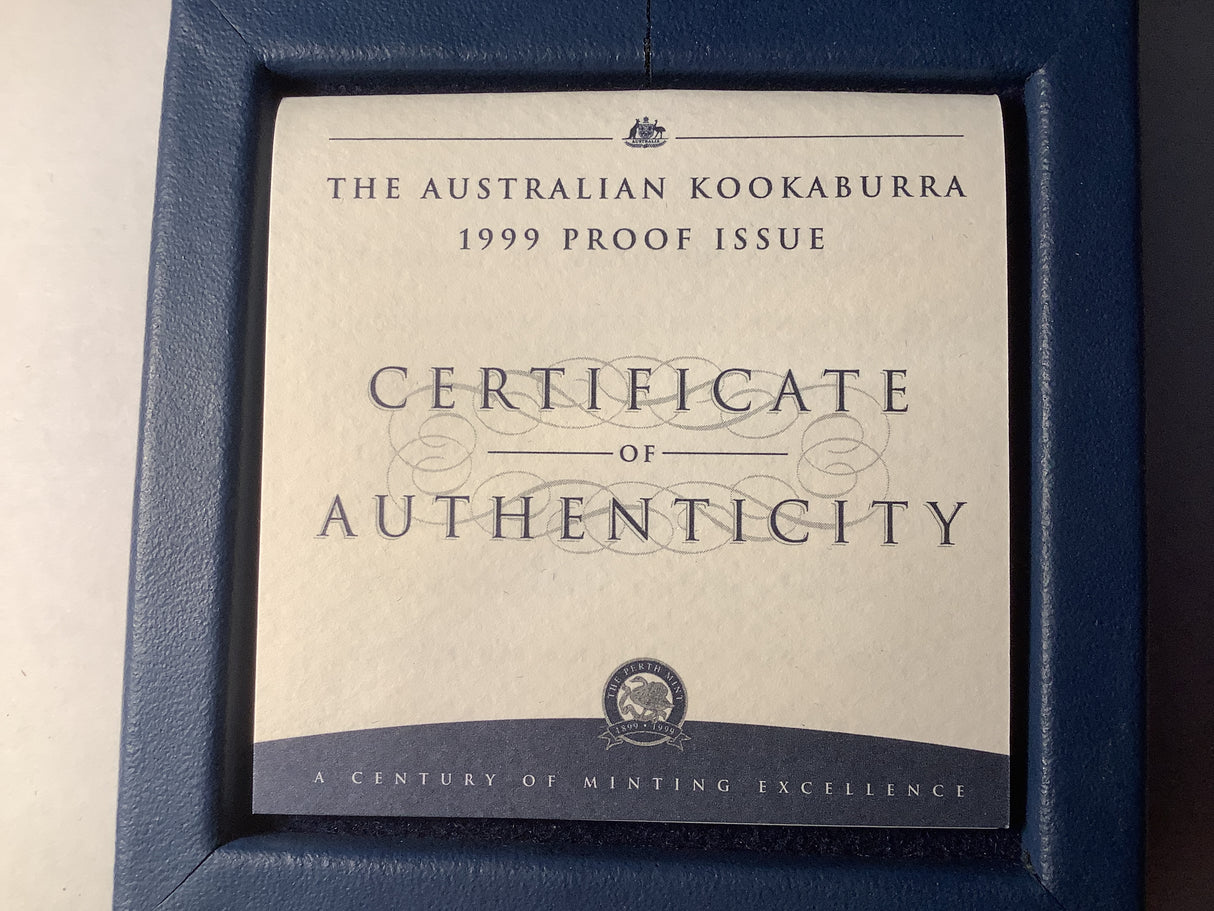 AUSTRALIA
THE AUSTRALIAN KOOKABURRA
1999 PROOF ISSUE
CERTIFICATE
OF
AUTHENTICITY
THE PERTH MINT
1899 • 1999
A CENTURY OF MINTING EXCELLENCE